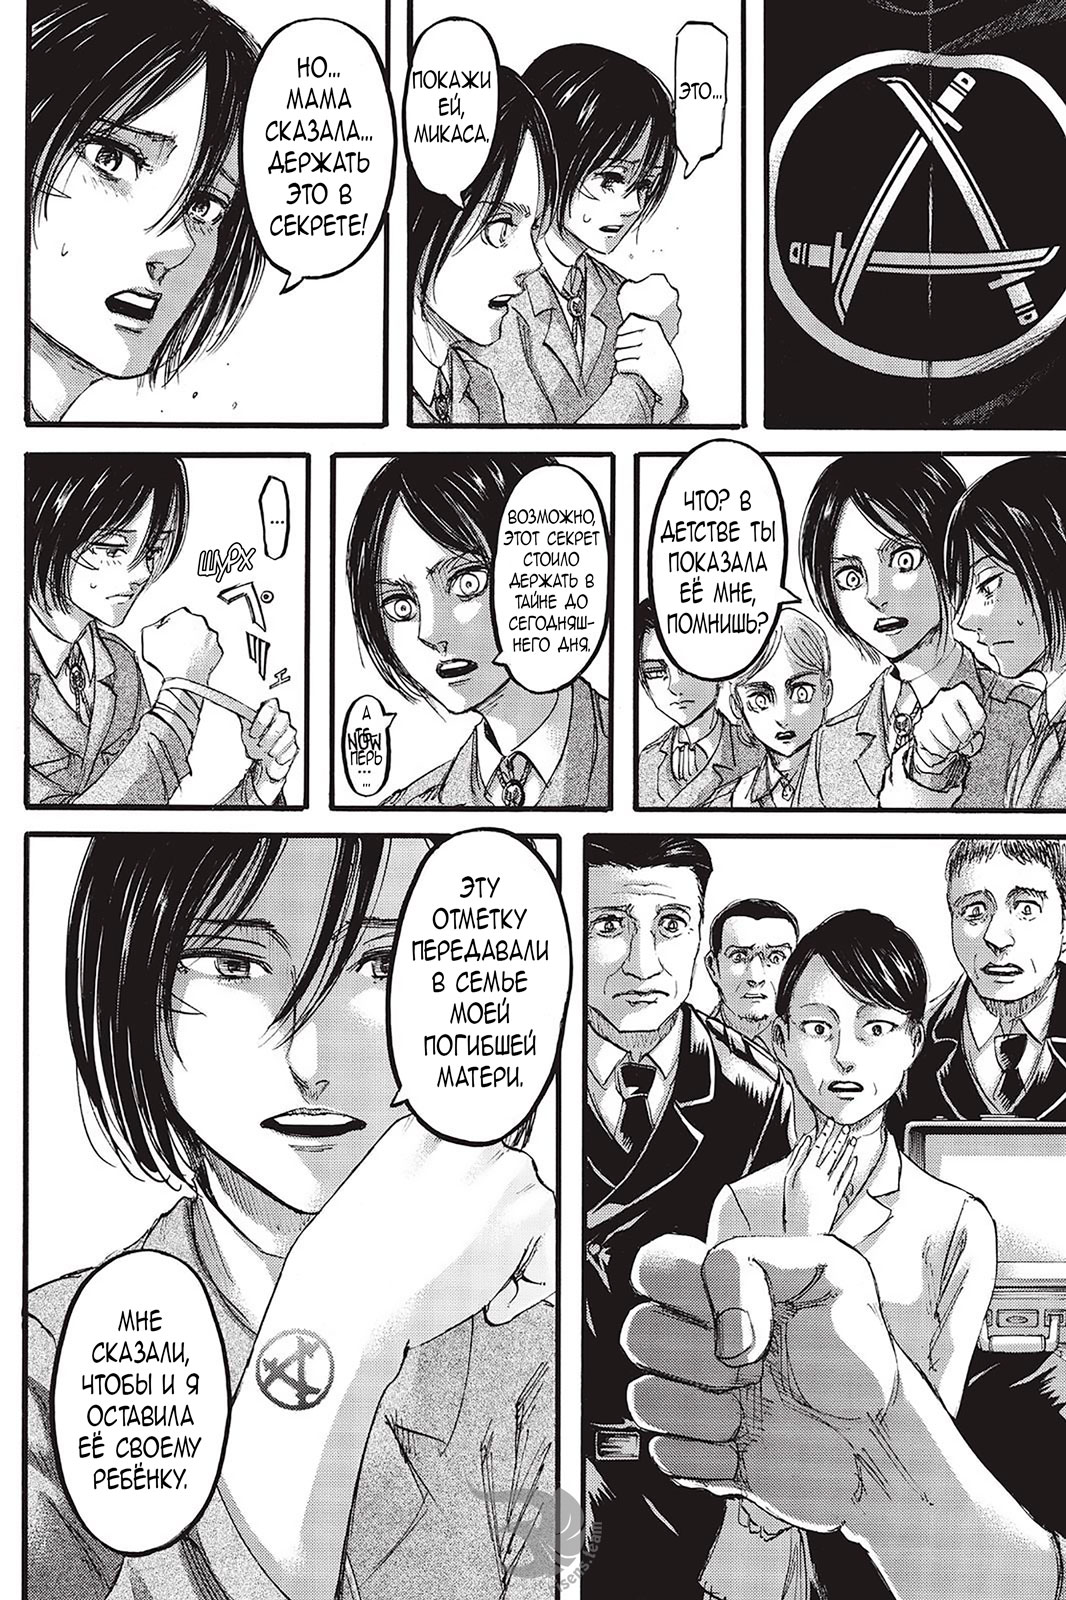 ЭТО...
ПОКАЖИ
ЕЙ,
МИКАСА.
НО...
МАМА
СКАЗАЛА...
ДЕРЖАТЬ
ЭТО В
СЕКРЕТЕ!
ЧТО? В
ДЕТСТВЕ ТЫ
ПОКАЗАЛА
ЕЁ МНЕ,
ПОМНИШЬ?
ВОЗМОЖНО,
ЭТОТ СЕКРЕТ
СТОИЛО
ДЕРЖАТЬ В
ТАЙНЕ ДО
СЕГОДНЯШ-
НЕГО ДНЯ.
А
ПЕРЬ
...
...
...
ШУРХ
ЭТУ
ОТМЕТКУ
ПЕРЕДАВАЛИ
В СЕМЬЕ
МОЕЙ
ПОГИБШЕЙ
МАТЕРИ.
МНЕ
СКАЗАЛИ,
ЧТОБЫ И Я
ОСТАВИЛА
ЕЁ СВОЕМУ
РЕБЁНКУ.